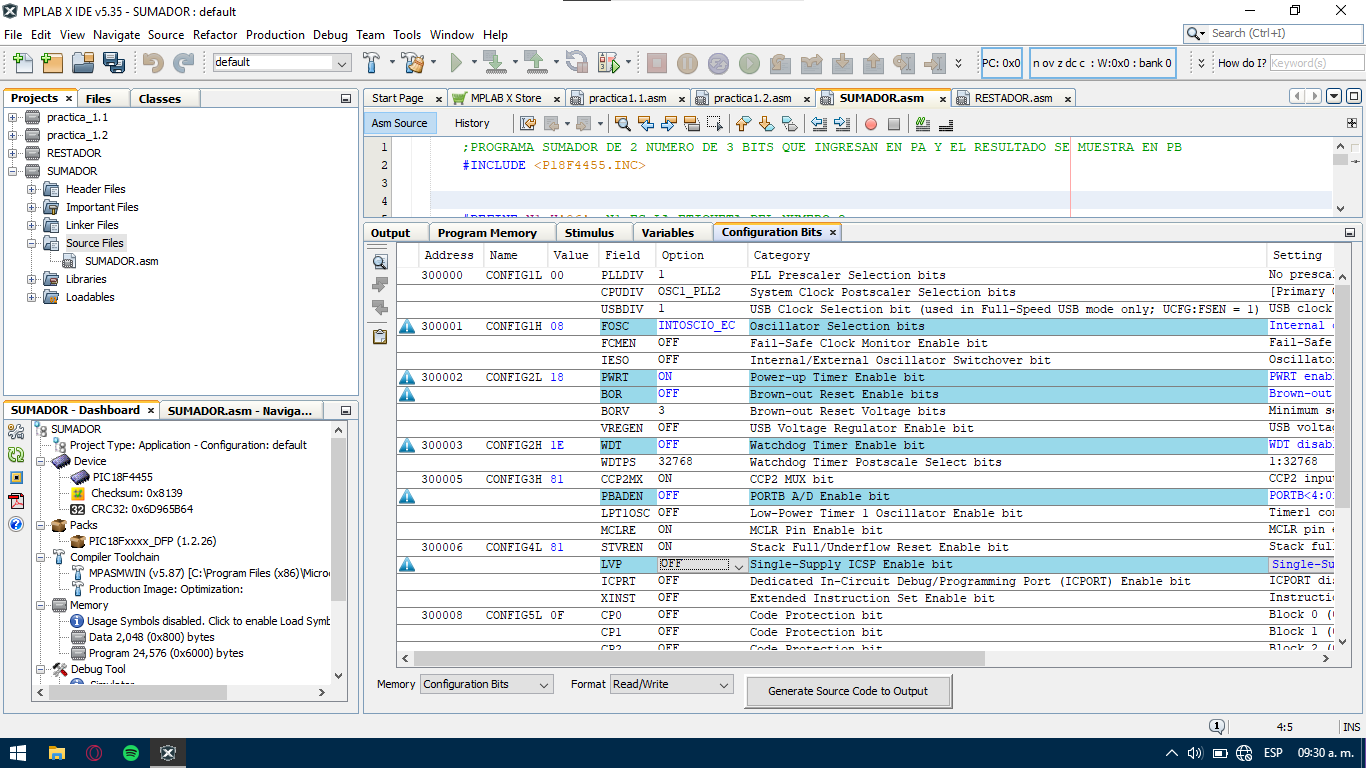 MPLAB X IDE v5.35 - SUMADOR : default
File Edit View Navigate Source Refactor Production Debug Team Tools Window Help
Search (Ctrl+I)
default
PC: 0x0
n ov z dc c : W:0x0 : bank 0
How do I? Keyword(s)
Projects Files Classes
practica_1.1
practica_1.2
RESTADOR
SUMADOR
Header Files
Important Files
Linker Files
Source Files
SUMADOR.asm
Libraries
Loadables
SUMADOR - Dashboard SUMADOR.asm - Naviga...
SUMADOR
Project Type: Application - Configuration: default
Device
PIC18F4455
Checksum: 0x8139
CRC32: 0x6D965B64
Packs
PIC18Fxxxx_DFP (1.2.26)
Compiler Toolchain
MPASMWIN (v5.87) [C:\Program Files (x86)\Microc
Production Image: Optimization:
Memory
Usage Symbols disabled. Click to enable Load Symb
Data 2,048 (0x800) bytes
Program 24,576 (0x6000) bytes
Debug Tool
Simulator
Start Page MPLAB X Store practica1.1.asm practica1.2.asm SUMADOR.asm RESTADOR.asm
Asm Source History
1 ;PROGRAMA SUMADOR DE 2 NUMERO DE 3 BITS QUE INGRESAN EN PA Y EL RESULTADO SE MUESTRA EN PB
2 #INCLUDE <P18F4455.INC>
3
4
Output Program Memory Stimulus Variables Configuration Bits
Address Name Value Field Option Category Setting
300000 CONFIG1L 00 PLLDIV 1 PLL Prescaler Selection bits No presca
CPUDIV OSC1_PLL2 System Clock Postscaler Selection bits [Primary
USBDIV 1 USB Clock Selection bit (used in Full-Speed USB mode only; UCFG:FSEN = 1) USB clock
300001 CONFIG1H 08 FOSC INTOSCIO_EC Oscillator Selection bits Internal
FCMEN OFF Fail-Safe Clock Monitor Enable bit Fail-Safe
IESO OFF Internal/External Oscillator Switchover bit Oscillato
300002 CONFIG2L 18 PWRT ON Power-up Timer Enable bit PWRT enab
BOR OFF Brown-out Reset Enable bits Brown-out
BORV 3 Brown-out Reset Voltage bits Minimum se
VREGEN OFF USB Voltage Regulator Enable bit USB volta
300003 CONFIG2H 1E WDT OFF Watchdog Timer Enable bit WDT disab
WDTPS 32768 Watchdog Timer Postscale Select bits 1:32768
300005 CONFIG3H 81 CCP2MX ON CCP2 MUX bit CCP2 inpu
PBADEN OFF PORTB A/D Enable bit PORTB<4:0
LPT1OSC OFF Low-Power Timer 1 Oscillator Enable bit Timer1 con
MCLRE ON MCLR Pin Enable bit MCLR pin e
300006 CONFIG4L 81 STVREN ON Stack Full/Underflow Reset Enable bit Stack ful
LVP OFF Single-Supply ICSP Enable bit Single-Su
ICPRT OFF Dedicated In-Circuit Debug/Programming Port (ICPORT) Enable bit ICPORT di
XINST OFF Extended Instruction Set Enable bit Instructi
300008 CONFIG5L 0F CP0 OFF Code Protection bit Block 0 (
CP1 OFF Code Protection bit Block 1 (
CP2 OFF Code Protection bit Block 2 (
Memory Configuration Bits Format Read/Write Generate Source Code to Output
1 4:5 INS
ESP 09:30 a. m.